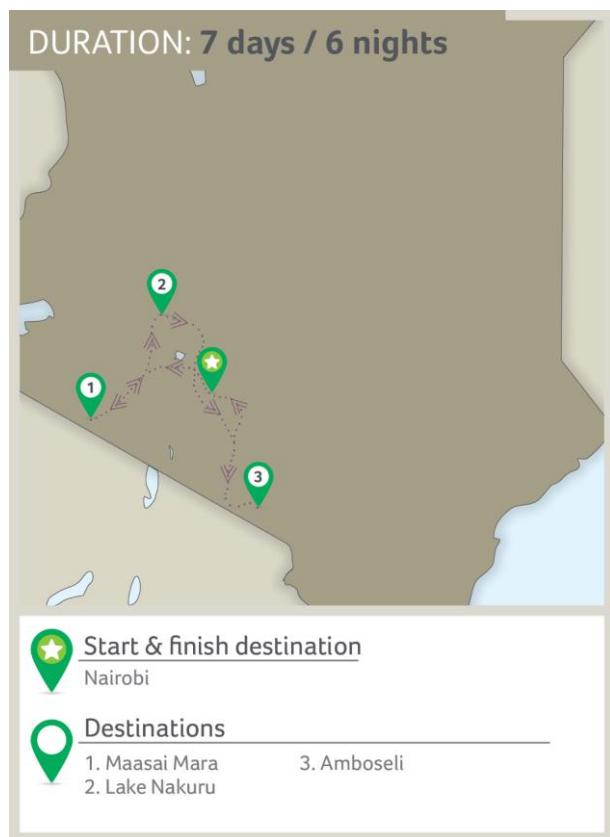 DURATION: 7 days / 6 nights
2
1
3
Start & finish destination
Nairobi
Destinations
1. Maasai Mara
3. Amboseli
2. Lake Nakuru